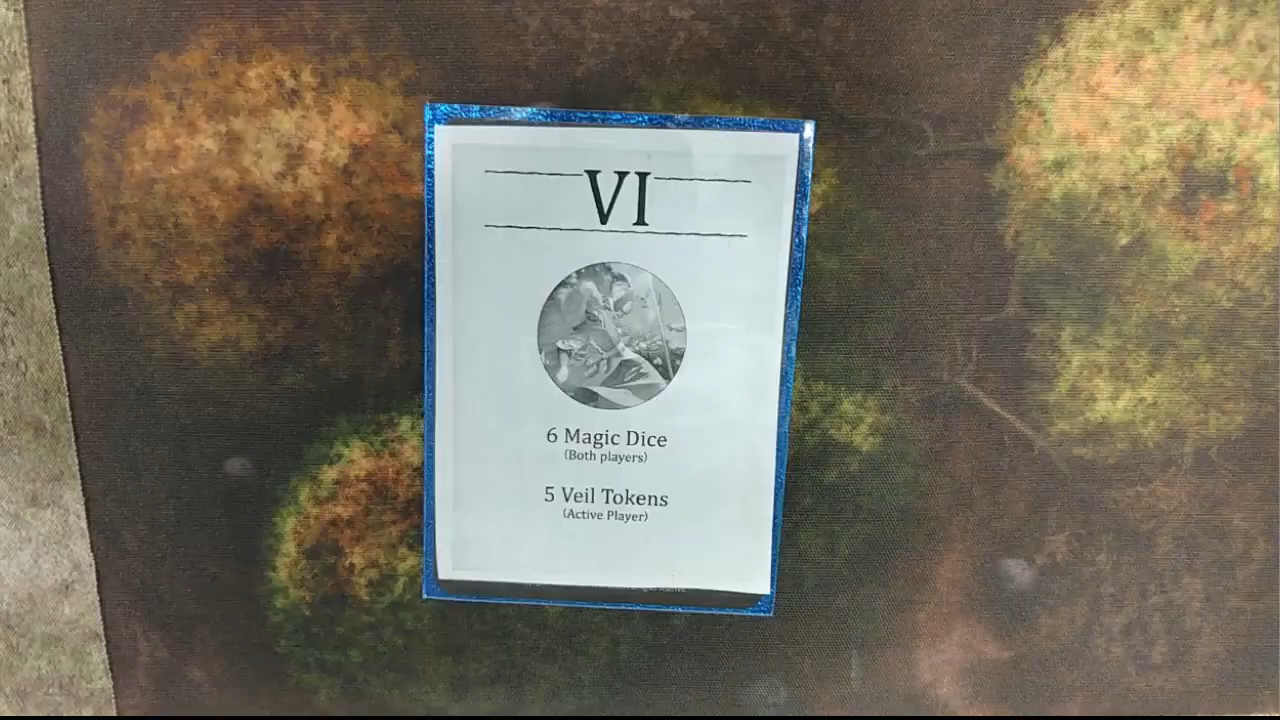 VI
6 Magic Dice
(Both players)
5 Veil Tokens
(Active Player)